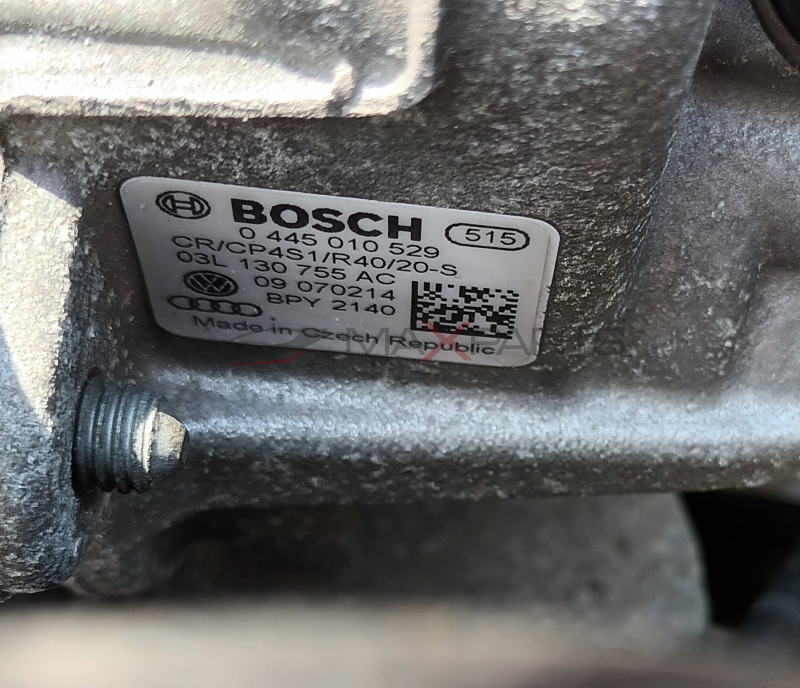 BOSCH 515
0 445 010 529
CR/CP4S1/R40/20-S
03L 130 755 AC
09 070214
BPY 2140
Made in Czech Republic
MAXPARTS